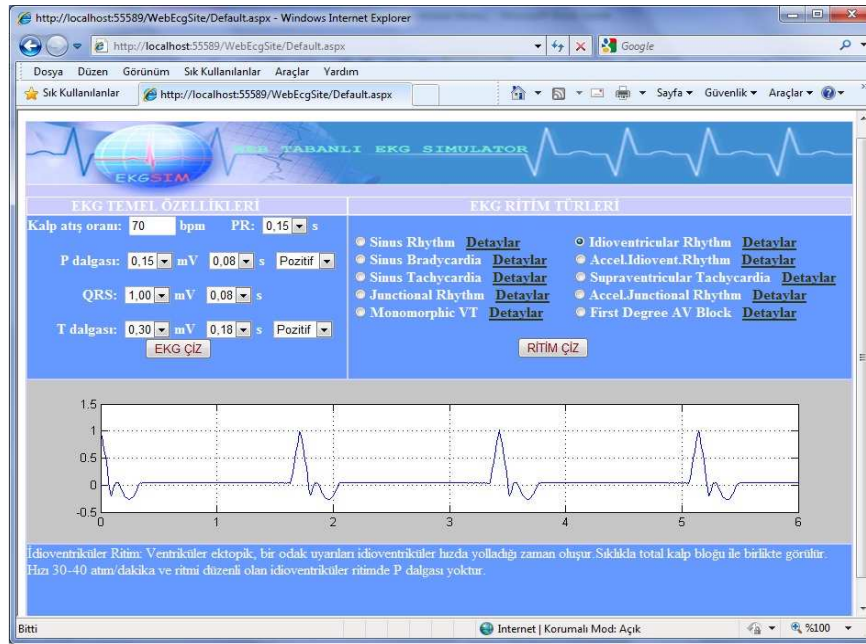 http://localhost:55589/WebEcgSite/Default.aspx - Windows Internet Explorer
http://localhost:55589/WebEcgSite/Default.aspx
Google
Dosya Düzen Görünüm Sık Kullanılanlar Araçlar Yardım
Sık Kullanılanlar http://localhost:55589/WebEcgSite/Default.aspx Sayfa Güvenlik Araçlar
WEB TABANLI EKG SIMULATOR
EKGSIM
EKG TEMEL ÖZELLİKLERİ EKG RİTİM TÜRLERİ
Kalp atış oranı: 70 bpm PR: 0,15 s
Sinus Rhythm Detaylar Idioventricular Rhythm Detaylar
P dalgası: 0,15 mV 0,08 s Pozitif Sinus Bradycardia Detaylar Accel.Idiovent.Rhythm Detaylar
Sinus Tachycardia Detaylar Supraventricular Tachycardia Detaylar
QRS: 1,00 mV 0,08 s Junctional Rhythm Detaylar Accel.Junctional Rhythm Detaylar
Monomorphic VT Detaylar First Degree AV Block Detaylar
T dalgası: 0,30 mV 0,18 s Pozitif
EKG ÇİZ RİTİM ÇİZ
1.5
1
0.5
0
-0.5
0 1 2 3 4 5 6
İdioventriküler Ritim: Ventriküler ektopik, bir odak uyarıları idioventriküler hızda yolladığı zaman oluşur.Sıklıkla total kalp bloğu ile birlikte görülür.
Hızı 30-40 atım/dakika ve ritmi düzenli olan idioventriküler ritimde P dalgası yoktur.
Bitti Internet | Korumalı Mod: Açık %100